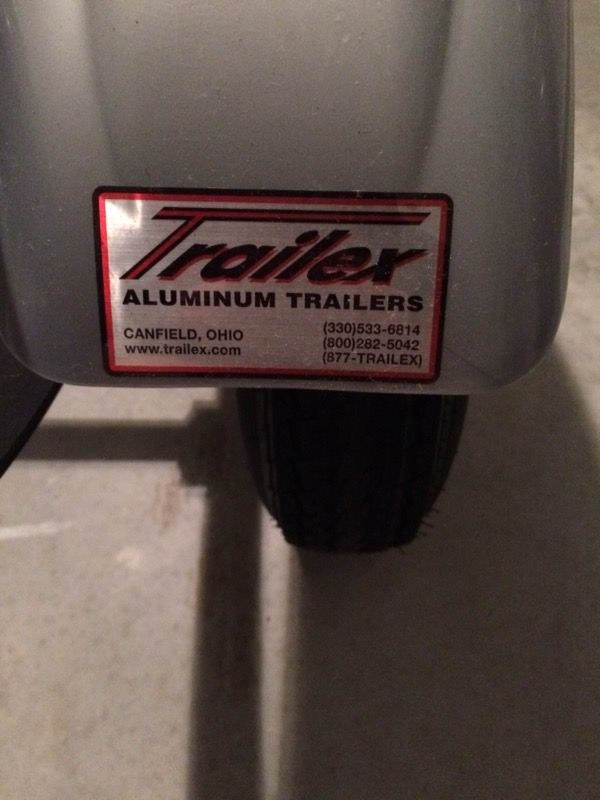 Trailex
ALUMINUM TRAILERS
CANFIELD, OHIO
www.trailex.com
(330)533-6814
(800)282-5042
(877-TRAILEX)